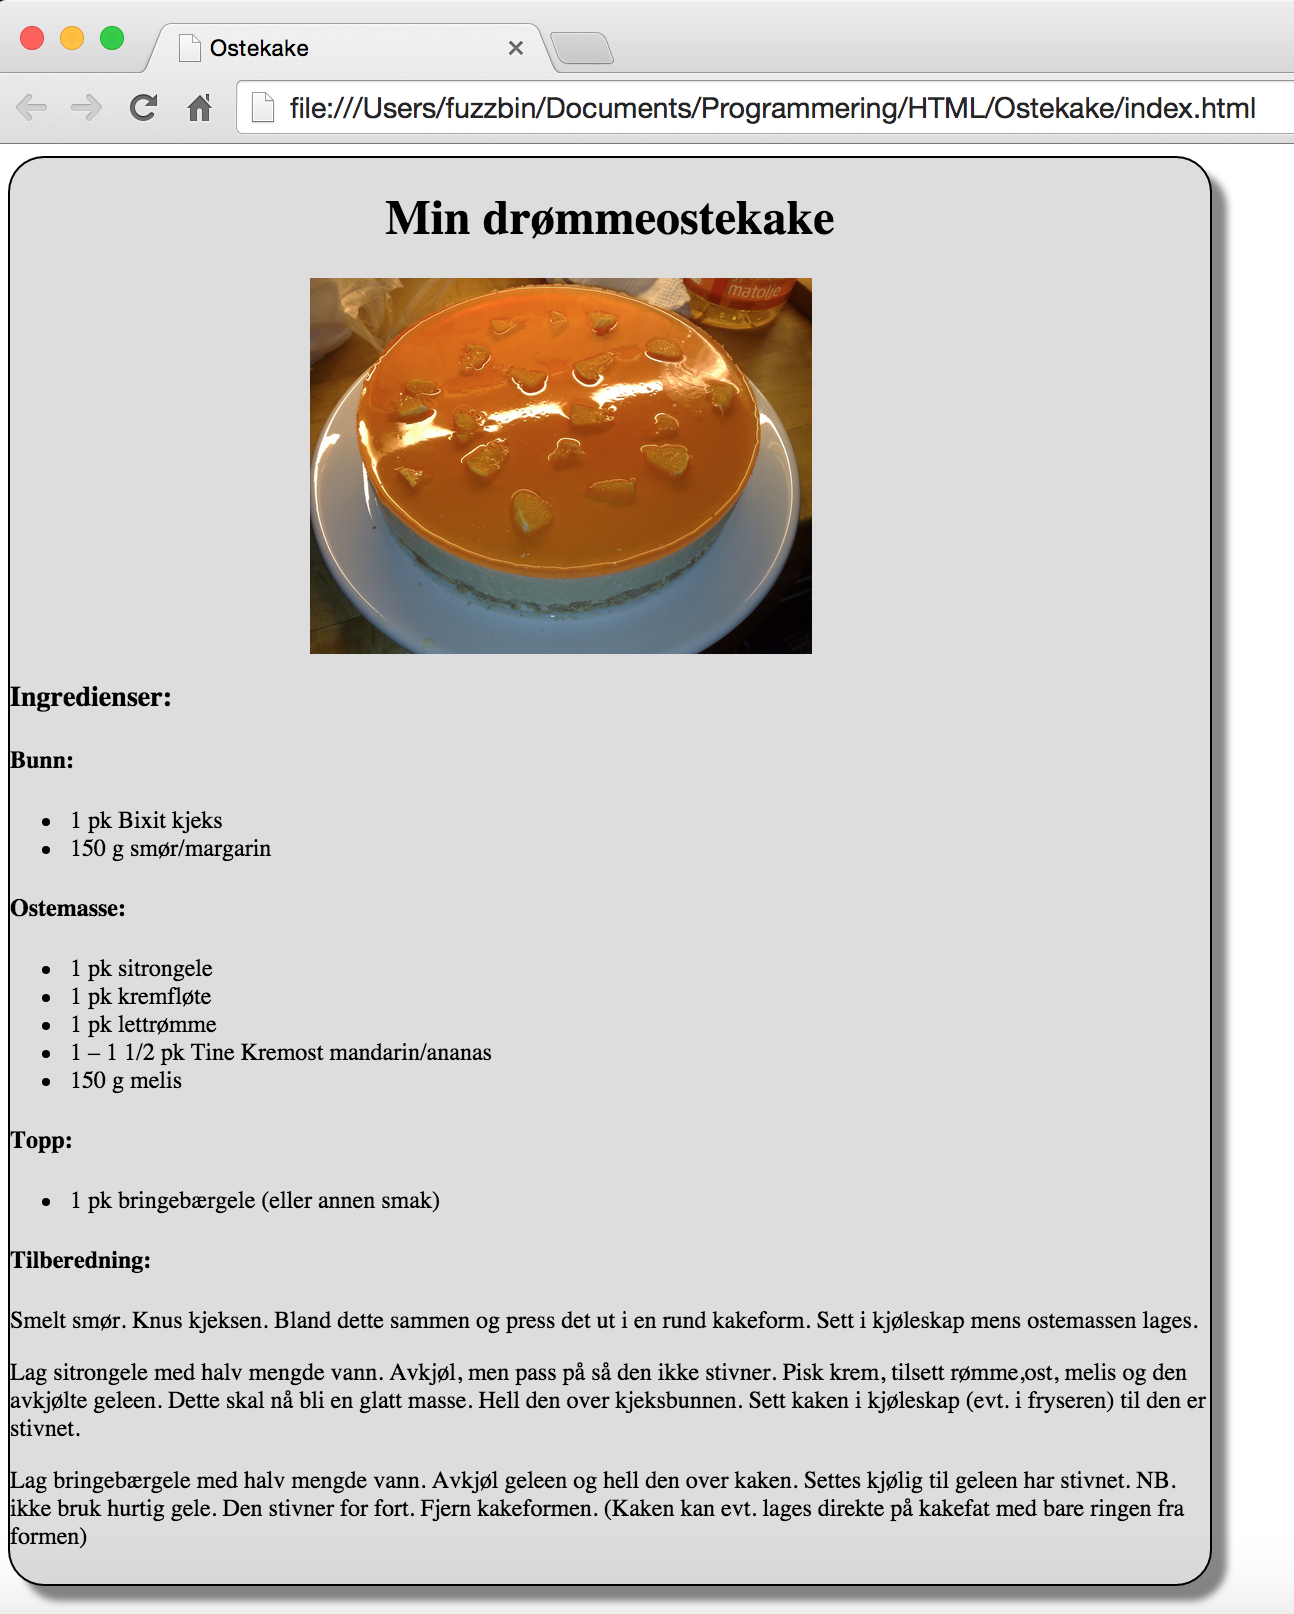 Ostekake
file:///Users/fuzzbin/Documents/Programmering/HTML/Ostekake/index.html
Min drømmeostekake
matolje
Ingredienser:
Bunn:
1 pk Bixit kjeks
150 g smør/margarin
Ostemasse:
1 pk sitrongele
1 pk kremfløte
1 pk lettrømme
1 – 1 1/2 pk Tine Kremost mandarin/ananas
150 g melis
Topp:
1 pk bringebærgele (eller annen smak)
Tilberedning:
Smelt smør. Knus kjeksen. Bland dette sammen og press det ut i en rund kakeform. Sett i kjøleskap mens ostemassen lages.
Lag sitrongele med halv mengde vann. Avkjøl, men pass på så den ikke stivner. Pisk krem, tilsett rømme,ost, melis og den
avkjølte geleen. Dette skal nå bli en glatt masse. Hell den over kjeksbunnen. Sett kaken i kjøleskap (evt. i fryseren) til den er
stivnet.
Lag bringebærgele med halv mengde vann. Avkjøl geleen og hell den over kaken. Settes kjølig til geleen har stivnet. NB.
ikke bruk hurtig gele. Den stivner for fort. Fjern kakeformen. (Kaken kan evt. lages direkte på kakefat med bare ringen fra
formen)